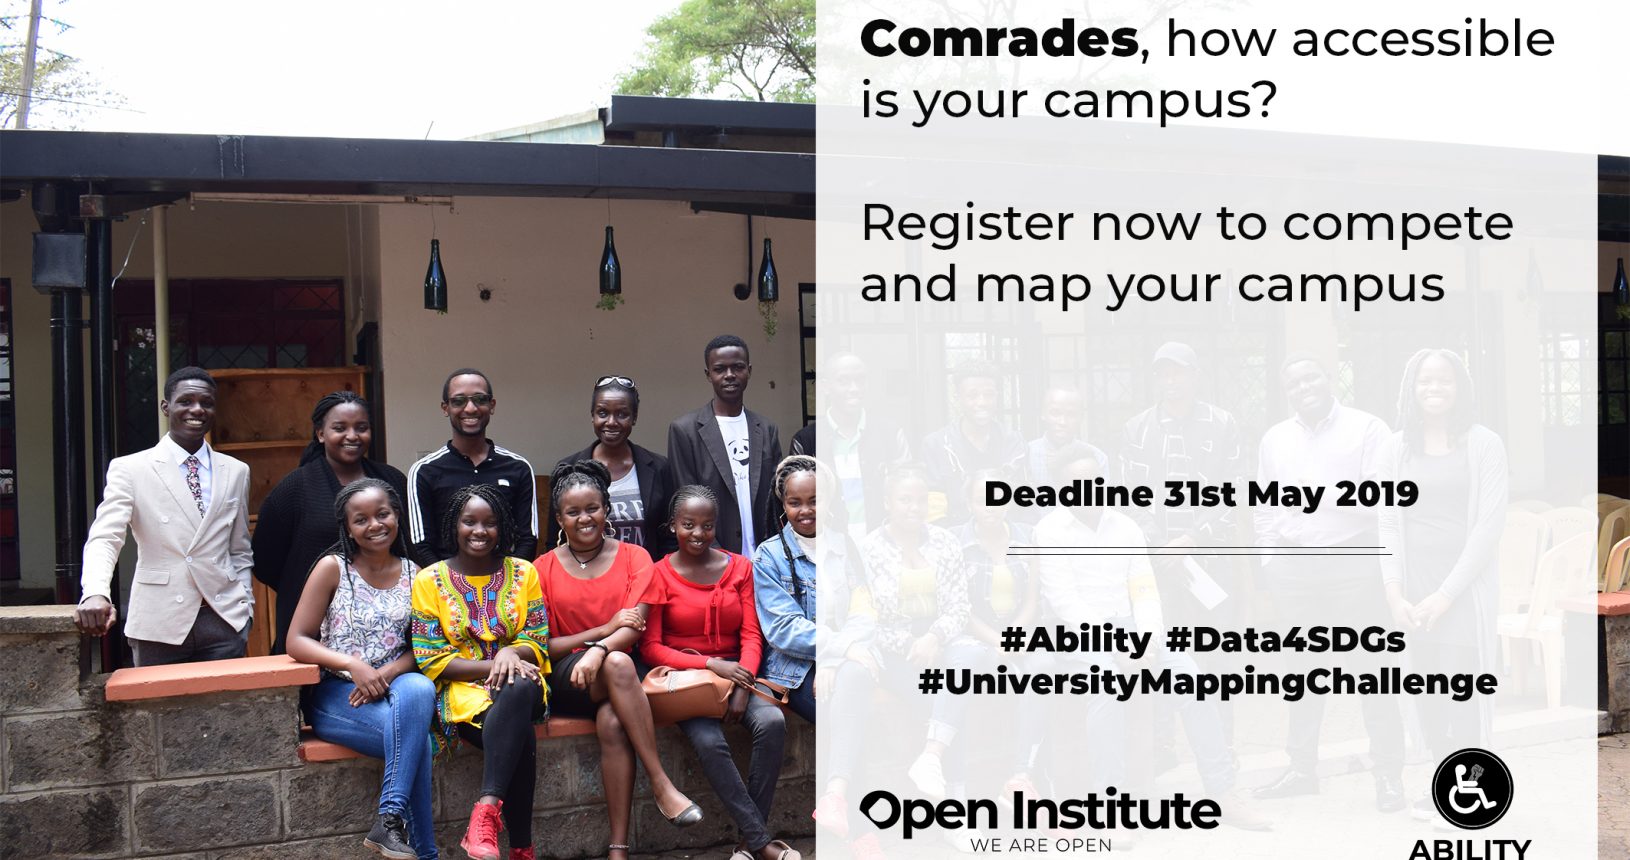 Comrades, how accessible
is your campus?
Register now to compete
and map your campus
Deadline 31st May 2019
#Ability #Data4SDGs
#UniversityMappingChallenge
Open Institute
WE ARE OPEN
ABILITY